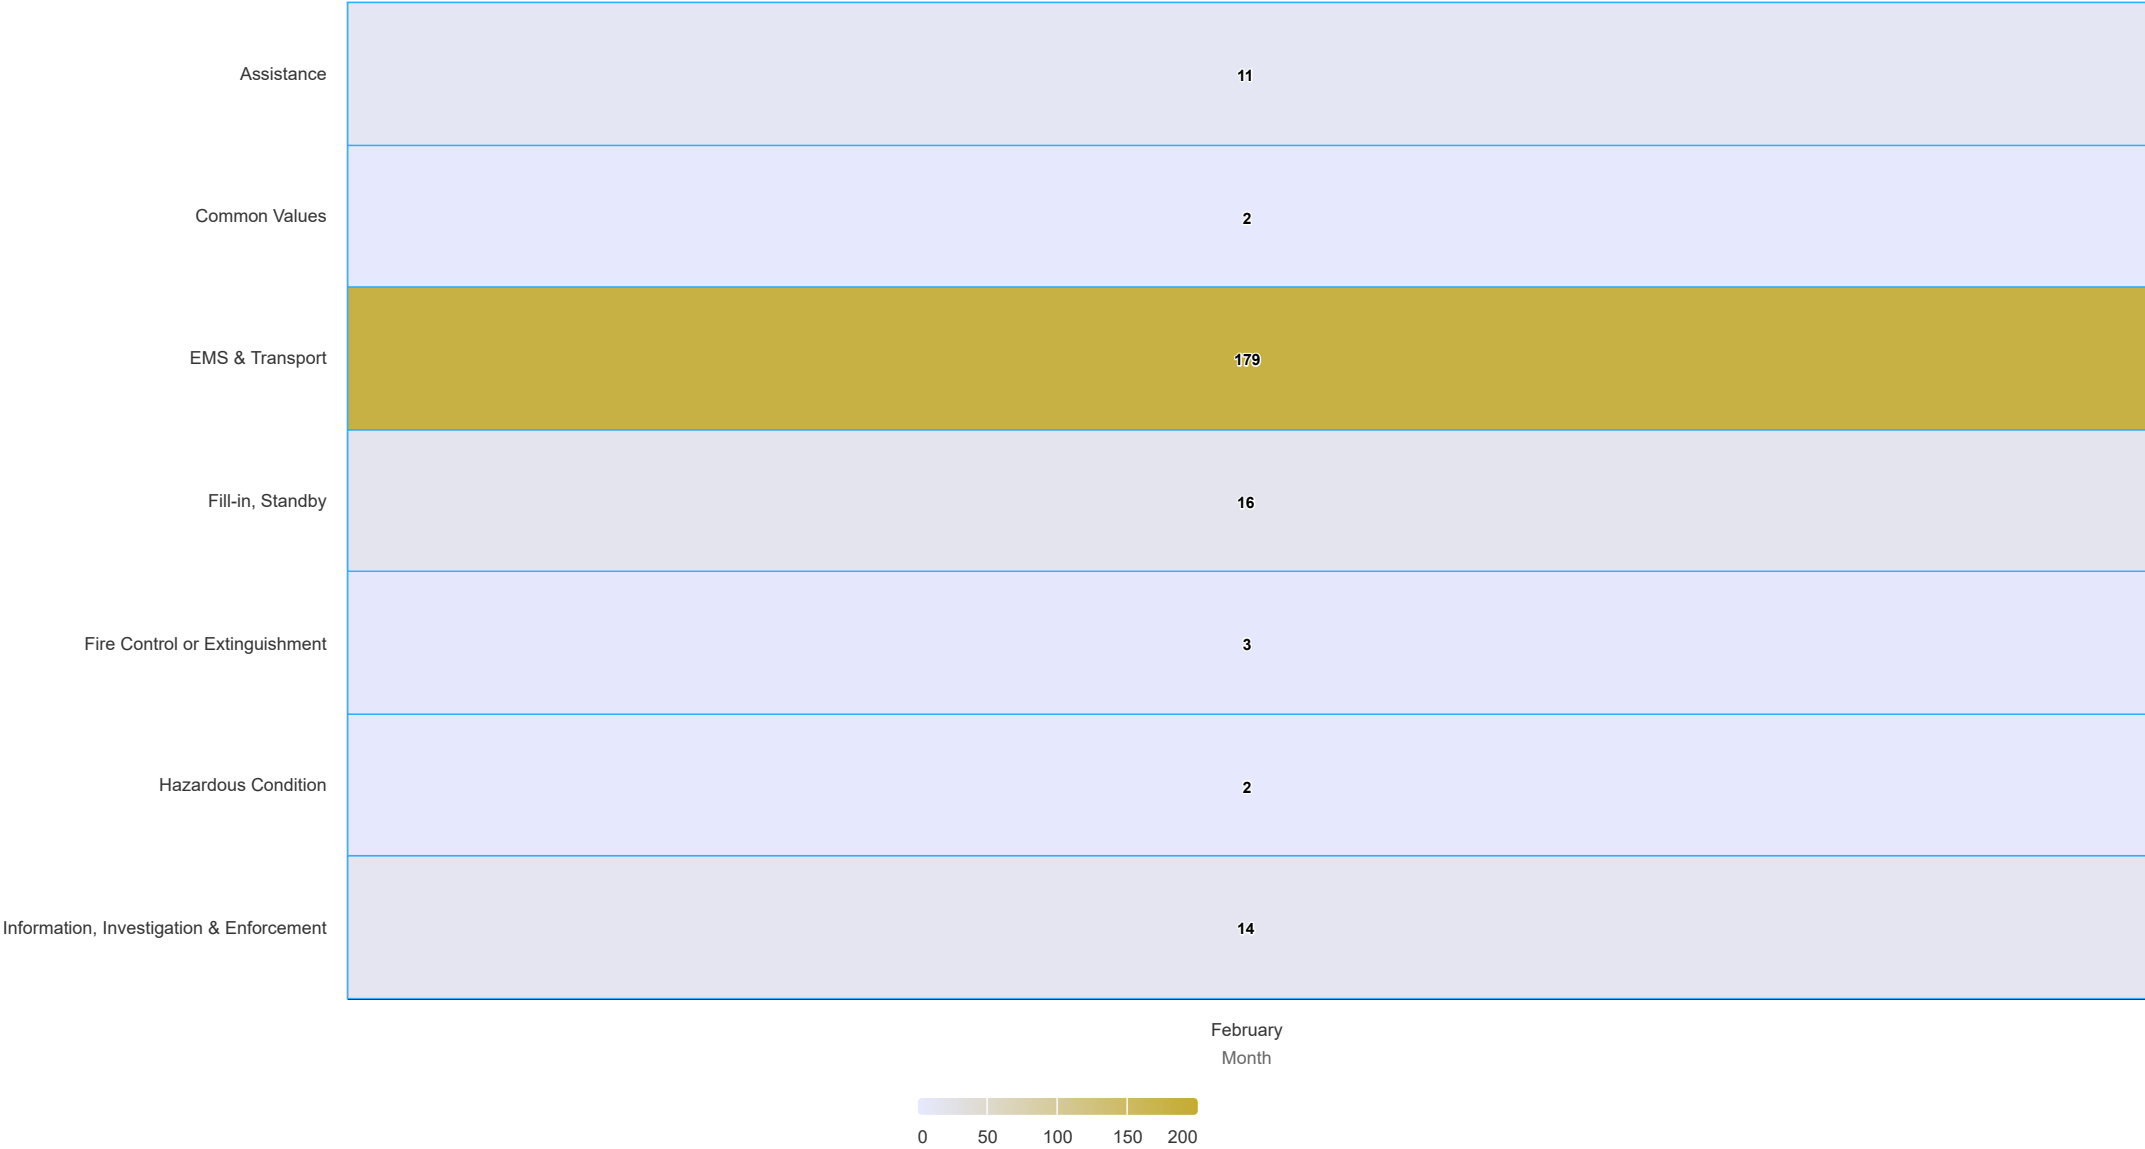 Assistance
11
Common Values
2
EMS & Transport
179
Fill-in, Standby
16
Fire Control or Extinguishment
3
Hazardous Condition
2
Information, Investigation & Enforcement
14
February
Month
0 50 100 150 200